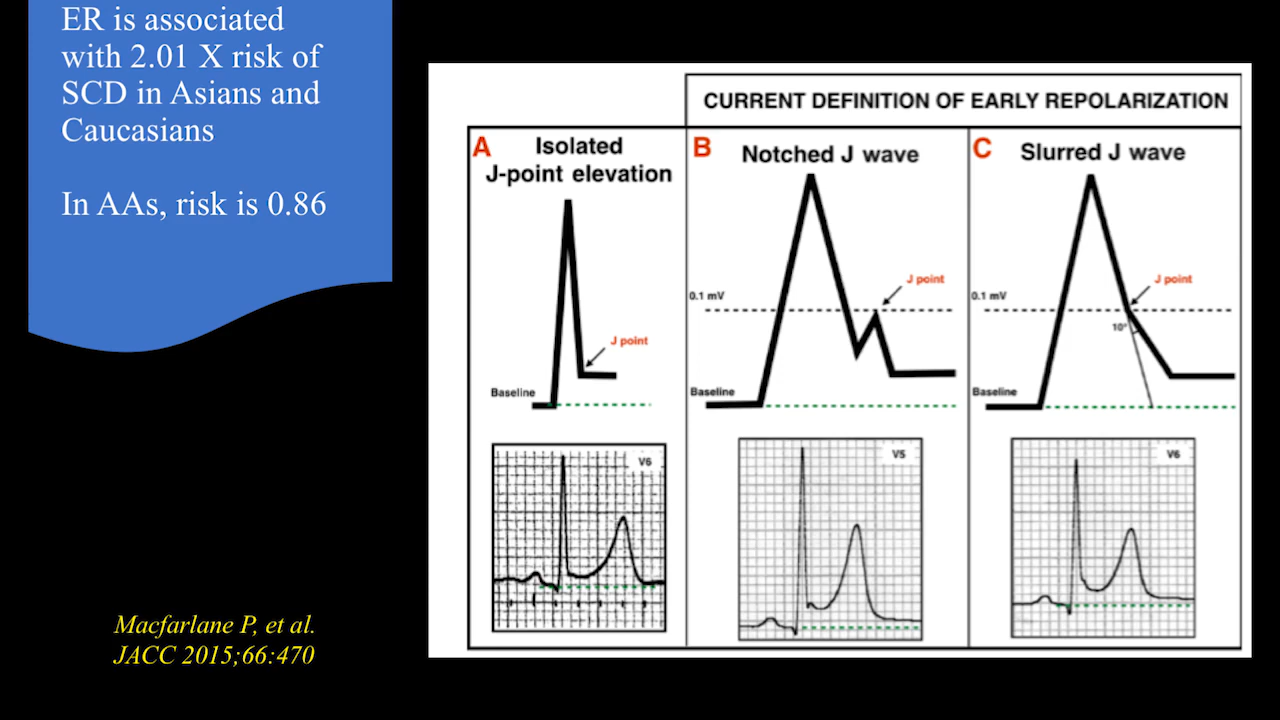 ER is associated
with 2.01 X risk of
SCD in Asians and
Caucasians
In AAs, risk is 0.86
Macfarlane P, et al.
JACC 2015;66:470
CURRENT DEFINITION OF EARLY REPOLARIZATION
A
Isolated
J-point elevation
J point
Baseline
V6
B
Notched J wave
J point
0.1 mV
Baseline
V5
C
Slurred J wave
J point
0.1 mV
10°
Baseline
V6